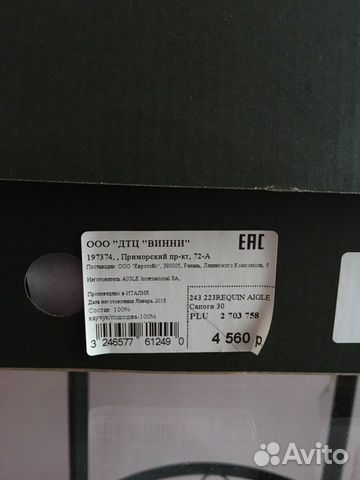 ООО "ДТЦ "ВИННИ"
197374, , Приморский пр-кт, 72-А
Поставщик: ООО "Евротойс", 390005, Рязань, Ленинского Комсомола, 5
Изготовитель AIGLE International SA,
Произведено в ИТАЛИЯ
Дата изготовления Январь 2018
Состав: 100%
каучук/подошва-100%
3 246577 61249 0
EAC
243 223REQUIN AIGLE
Сапоги 30
PLU 2 703 758
4 560 р
Avito